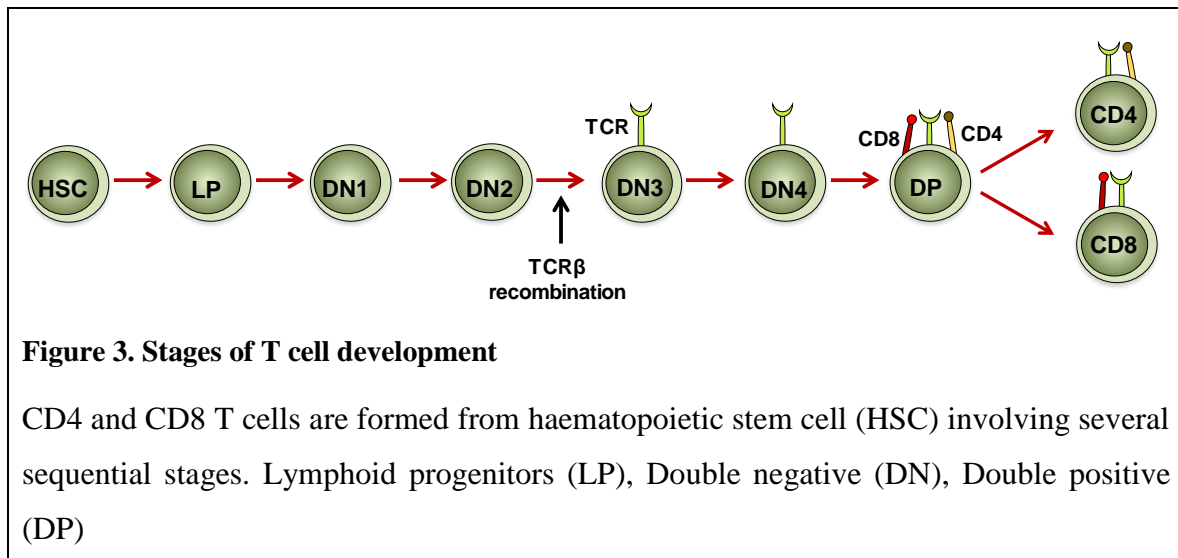 TCR
CD8
CD4
CD4
HSC
LP
DN1
DN2
DN3
DN4
DP
CD8
TCRβ
recombination
Figure 3. Stages of T cell development
CD4 and CD8 T cells are formed from haematopoietic stem cell (HSC) involving several
sequential stages. Lymphoid progenitors (LP), Double negative (DN), Double positive
(DP)